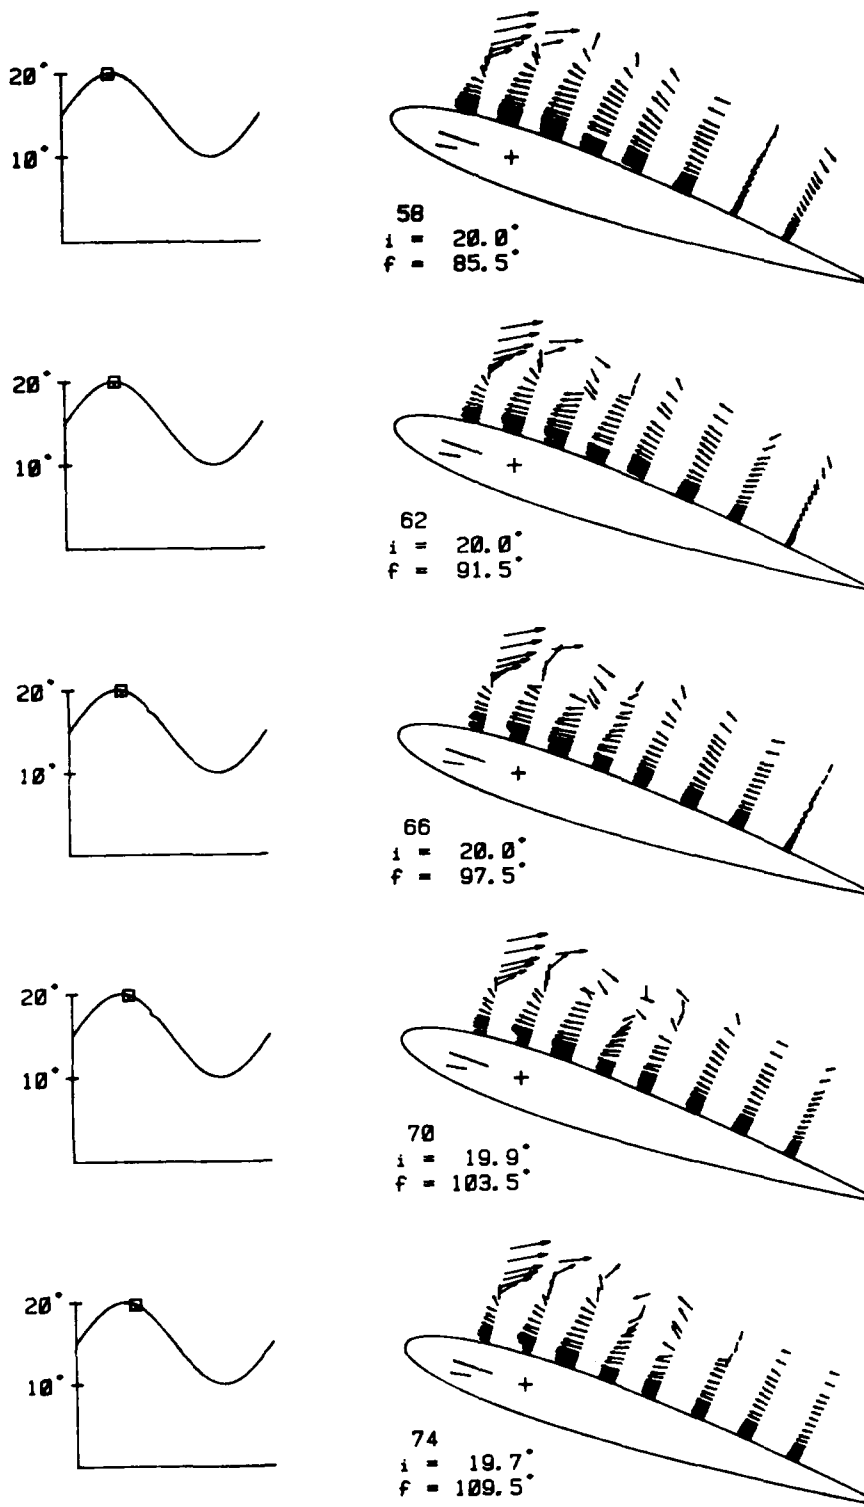 20°
10°
58
i = 20.0°
f = 85.5°
20°
10°
62
i = 20.0°
f = 91.5°
20°
10°
66
i = 20.0°
f = 97.5°
20°
10°
70
i = 19.9°
f = 103.5°
20°
10°
74
i = 19.7°
f = 109.5°